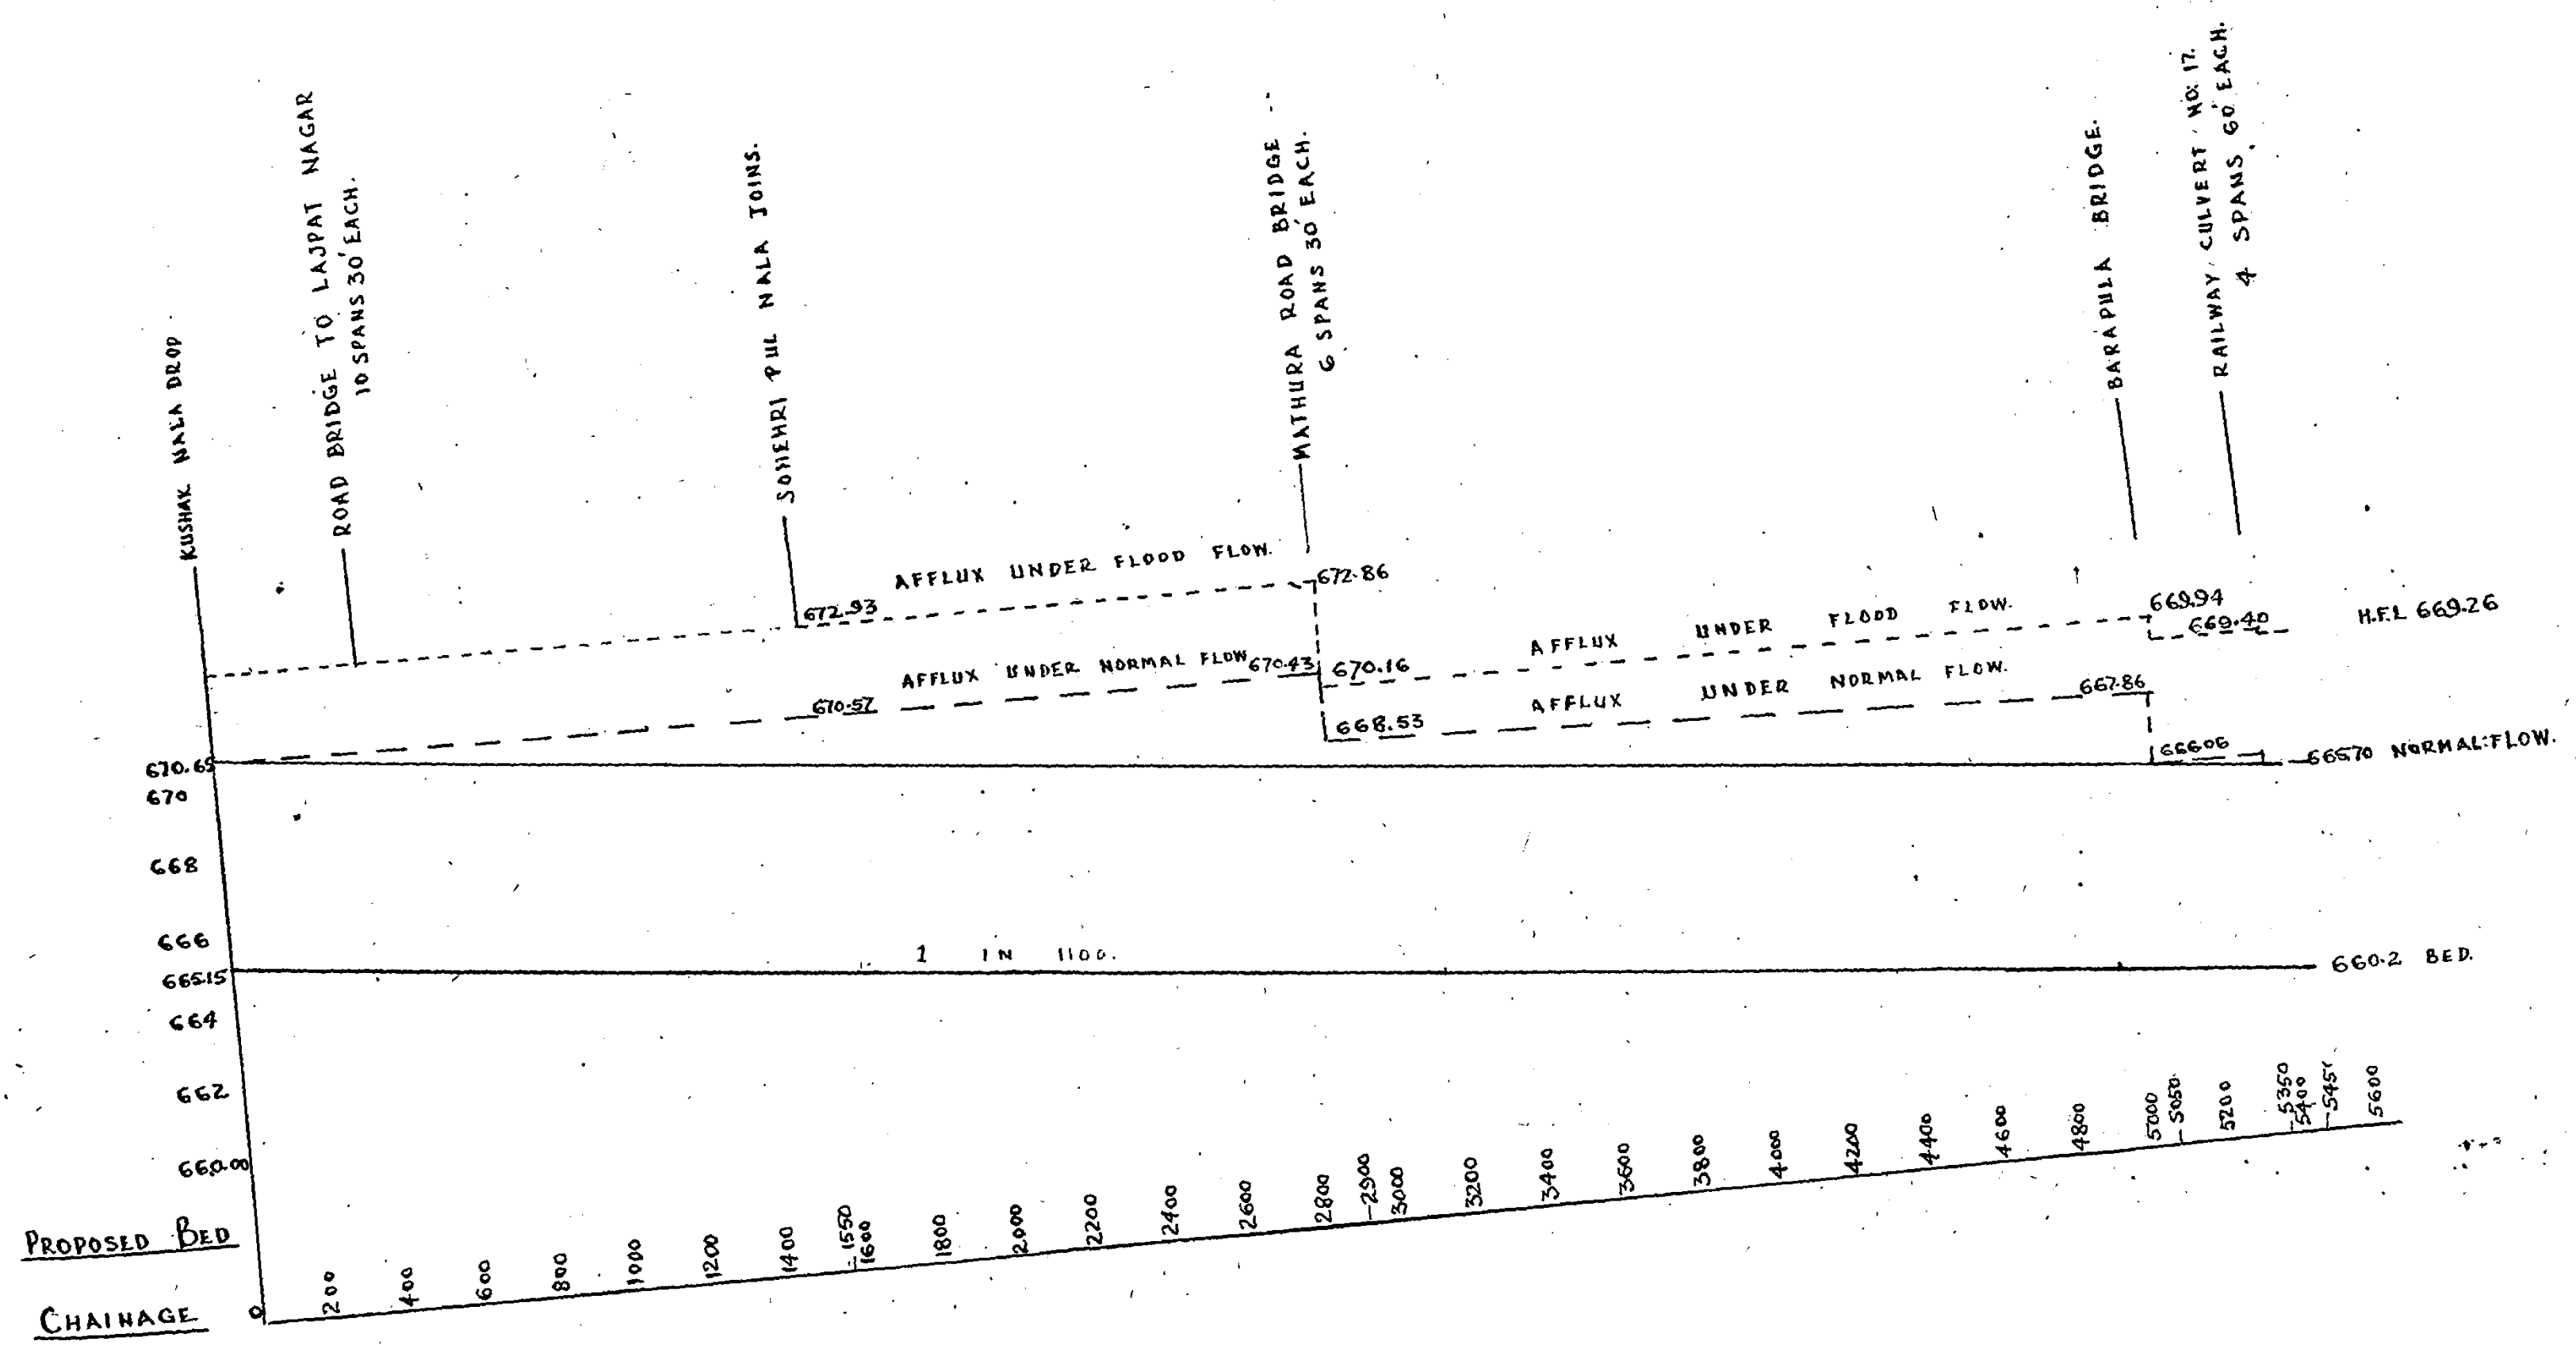 KUSHAK NALA DROP
ROAD BRIDGE TO LAJPAT NAGAR
10 SPANS 30' EACH.
SONEHRI PUL NALA JOINS.
MATHURA ROAD BRIDGE
6 SPANS 30' EACH.
BARAPULA BRIDGE.
RAILWAY CULVERT NO: 17.
4 SPANS, 60' EACH.
AFFLUX UNDER FLOOD FLOW.
672.93
672.86
AFFLUX UNDER NORMAL FLOW
670.57
670.43
670.16
AFFLUX UNDER FLOOD FLOW.
669.94
669.40
H.F.L 669.26
668.53
AFFLUX UNDER NORMAL FLOW.
667.86
66606
66570 NORMAL FLOW.
670.65
670
668
666
665.15
1 IN 1100.
660.2 BED.
664
662
660.00
PROPOSED BED
CHAINAGE
0
200
400
600
800
1000
1200
1400
1550
1600
1800
2000
2200
2400
2600
2800
2900
3000
3200
3400
3600
3800
4000
4200
4400
4600
4800
5000
5050
5200
5350
5400
5451
5600